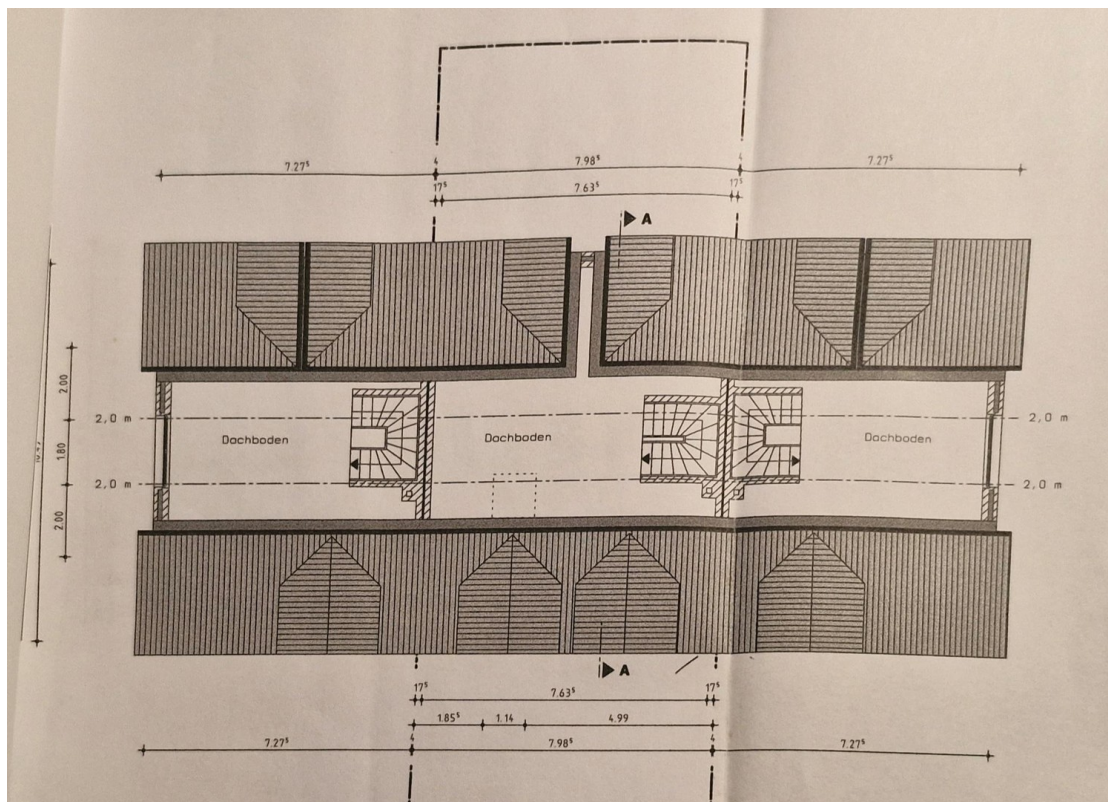 7.27⁵ 4 7.98⁵ 4 7.27⁵
17⁵ 7.63⁵ 17⁵
A
2.00
2,0 m 2,0 m
Dachboden Dachboden Dachboden
1.80
2,0 m 2,0 m
2.00
A
17⁵ 7.63⁵ 17⁵
1.85⁵ 1.14 4.99
7.27⁵ 4 7.98⁵ 4 7.27⁵